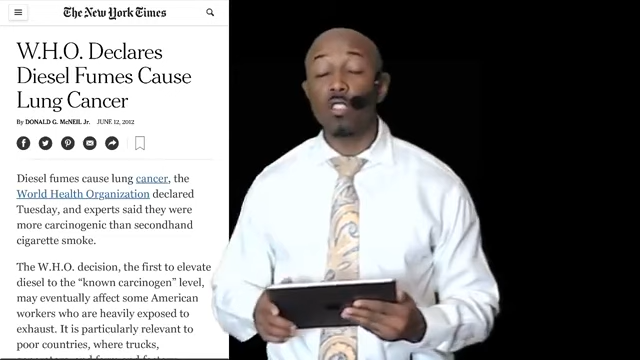 The New York Times
W.H.O. Declares
Diesel Fumes Cause
Lung Cancer
By DONALD G. McNEIL Jr. JUNE 12, 2012
Diesel fumes cause lung cancer, the
World Health Organization declared
Tuesday, and experts said they were
more carcinogenic than secondhand
cigarette smoke.
The W.H.O. decision, the first to elevate
diesel to the “known carcinogen” level,
may eventually affect some American
workers who are heavily exposed to
exhaust. It is particularly relevant to
poor countries, where trucks,